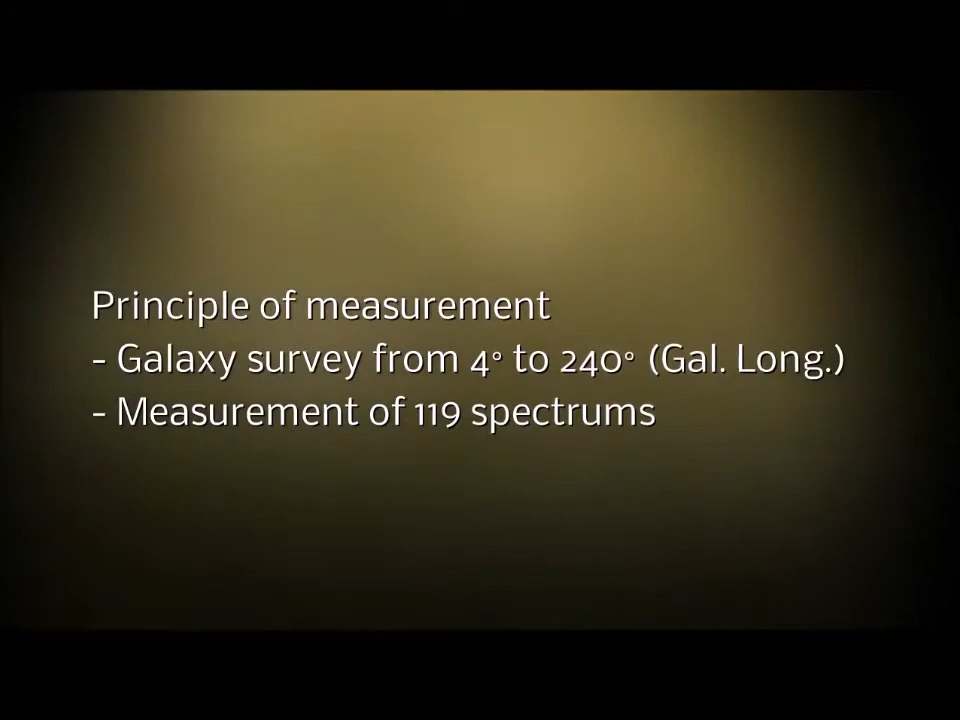 Principle of measurement
- Galaxy survey from 4° to 240° (Gal. Long.)
- Measurement of 119 spectrums